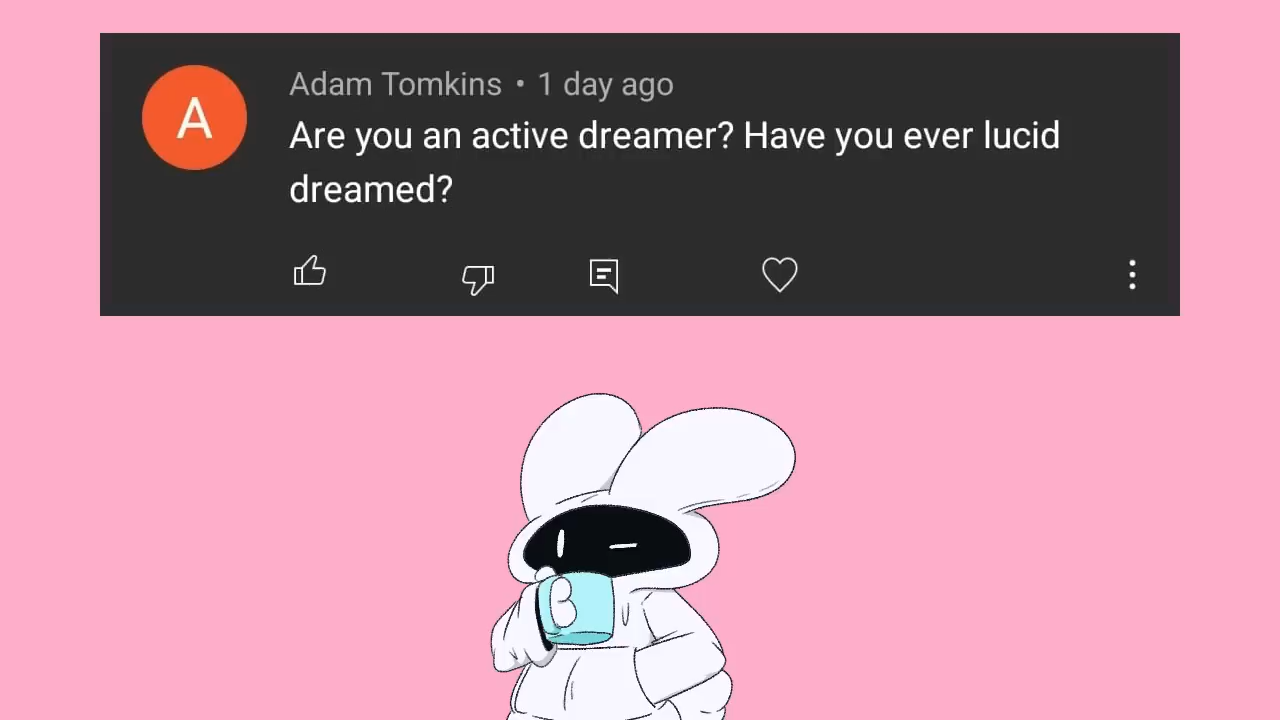 A
Adam Tomkins • 1 day ago
Are you an active dreamer? Have you ever lucid
dreamed?